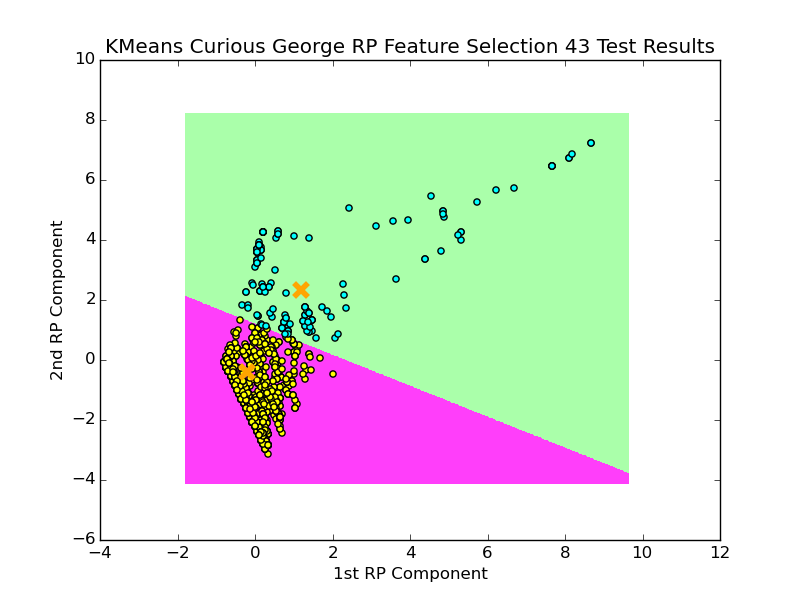 KMeans Curious George RP Feature Selection 43 Test Results
10
8
6
4
2
0
−2
−4
−6
2nd RP Component
−4 −2 0 2 4 6 8 10 12
1st RP Component